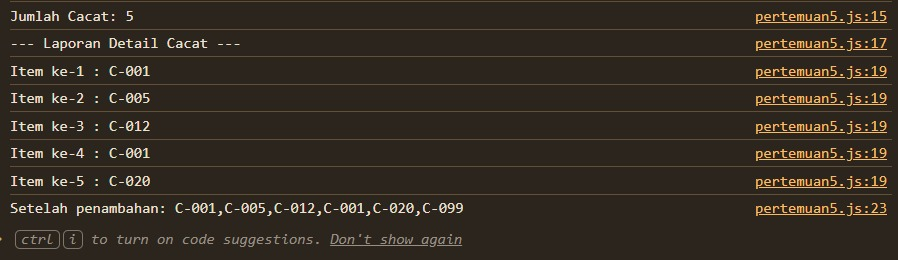 Jumlah Cacat: 5 pertemuan5.js:15
--- Laporan Detail Cacat --- pertemuan5.js:17
Item ke-1 : C-001 pertemuan5.js:19
Item ke-2 : C-005 pertemuan5.js:19
Item ke-3 : C-012 pertemuan5.js:19
Item ke-4 : C-001 pertemuan5.js:19
Item ke-5 : C-020 pertemuan5.js:19
Setelah penambahan: C-001,C-005,C-012,C-001,C-020,C-099 pertemuan5.js:23
ctrl i to turn on code suggestions. Don't show again